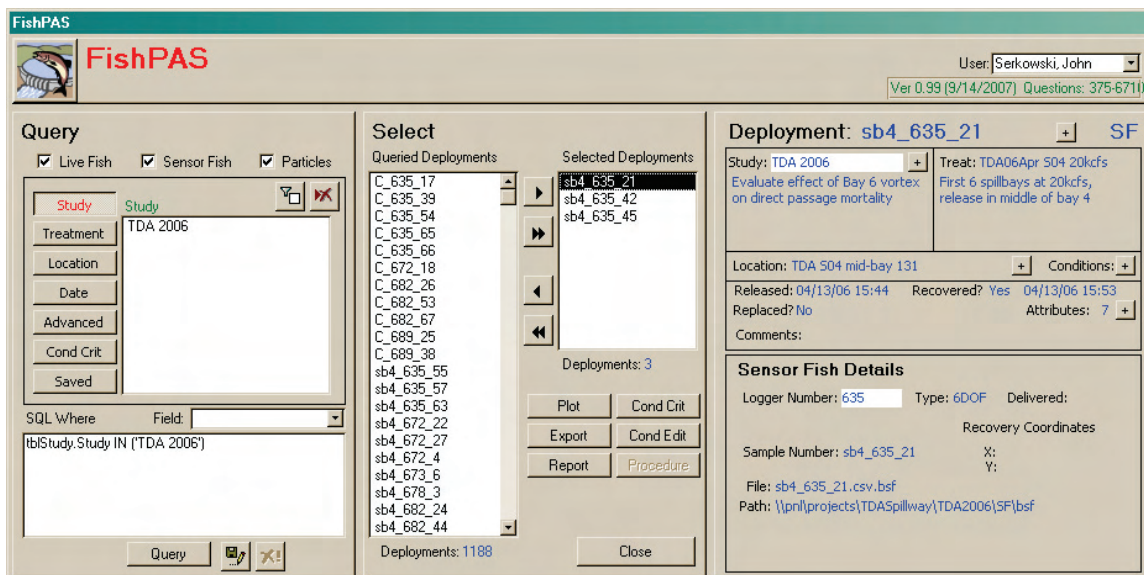 FishPAS
FishPAS
User: Serkowski, John
Ver 0.99 (9/14/2007) Questions: 375-6710
Query
Live Fish Sensor Fish Particles
Study
Treatment
Location
Date
Advanced
Cond Crit
Saved
Study
TDA 2006
SQL Where Field:
tblStudy.Study IN ('TDA 2006')
Query
Select
Queried Deployments
C_635_17
C_635_39
C_635_54
C_635_65
C_635_66
C_672_18
C_682_26
C_682_53
C_682_67
C_689_25
C_689_38
sb4_635_55
sb4_635_57
sb4_635_63
sb4_672_22
sb4_672_27
sb4_672_4
sb4_673_6
sb4_678_3
sb4_682_24
sb4_682_44
Deployments: 1188
Selected Deployments
sb4_635_21
sb4_635_42
sb4_635_45
Deployments: 3
Plot Cond Crit
Export Cond Edit
Report Procedure
Close
Deployment: sb4_635_21 + SF
Study: TDA 2006 +
Evaluate effect of Bay 6 vortex
on direct passage mortality
Treat: TDA06Apr S04 20kcfs
First 6 spillbays at 20kcfs,
release in middle of bay 4
Location: TDA S04 mid-bay 131 + Conditions: +
Released: 04/13/06 15:44 Recovered? Yes 04/13/06 15:53
Replaced? No Attributes: 7 +
Comments:
Sensor Fish Details
Logger Number: 635 Type: 6DOF Delivered:
Recovery Coordinates
Sample Number: sb4_635_21 X:
Y:
File: sb4_635_21.csv.bsf
Path: \\pnl\projects\TDASpillway\TDA2006\SF\bsf